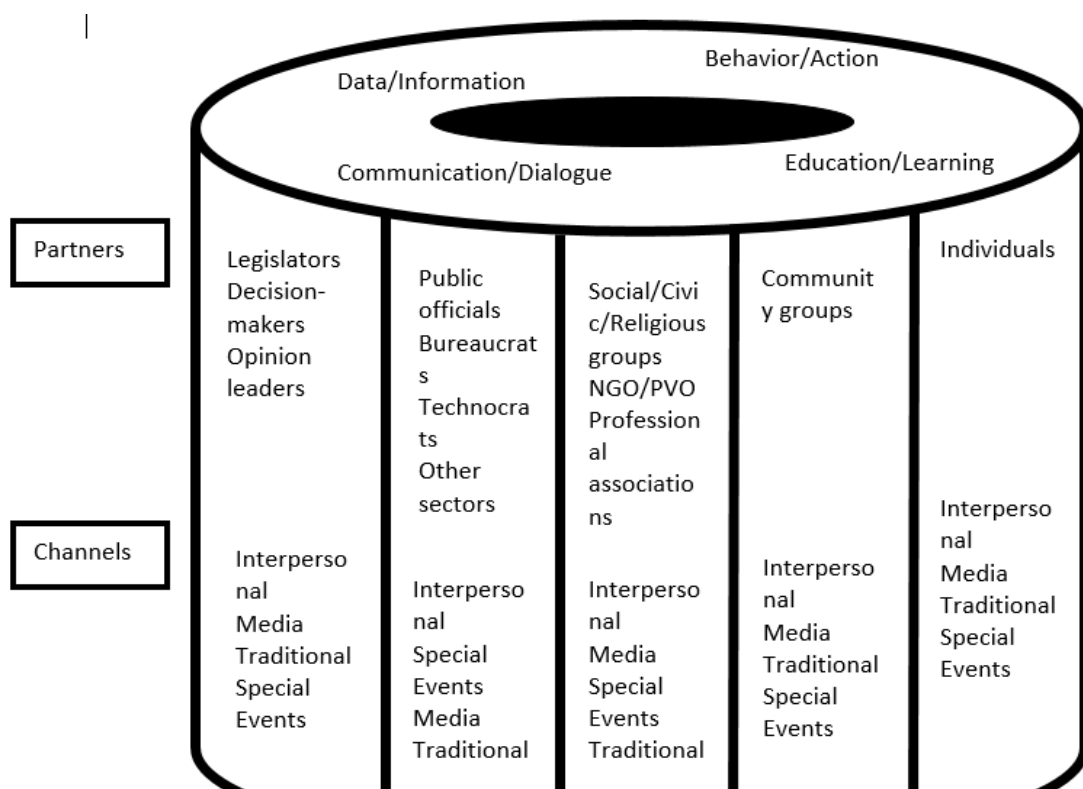 Data/Information
Behavior/Action
Communication/Dialogue
Education/Learning
Partners
Legislators
Decision-
makers
Opinion
leaders
Public
officials
Bureaucrat
s
Technocra
ts
Other
sectors
Social/Civi
c/Religious
groups
NGO/PVO
Profession
al
associatio
ns
Communit
y groups
Individuals
Channels
Interperso
nal
Media
Traditional
Special
Events
Interperso
nal
Special
Events
Media
Traditional
Interperso
nal
Media
Special
Events
Traditional
Interperso
nal
Media
Traditional
Special
Events
Interperso
nal
Media
Traditional
Special
Events